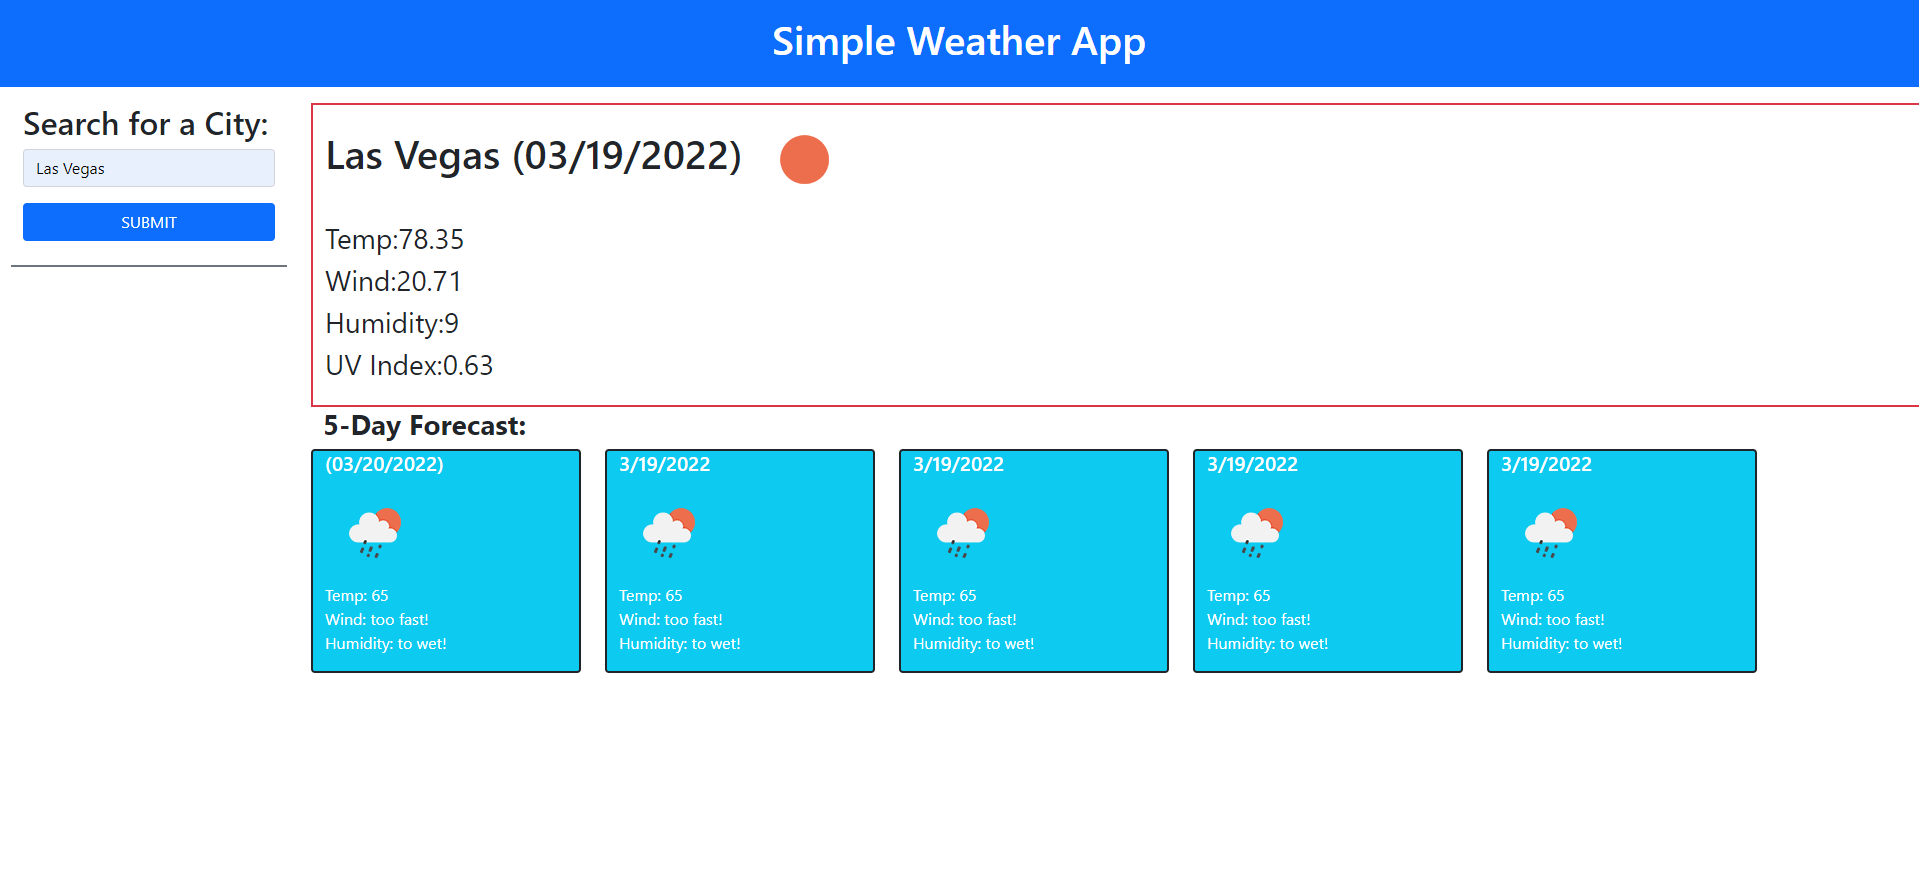 Simple Weather App
Search for a City:
Las Vegas
SUBMIT
Las Vegas (03/19/2022)
Temp:78.35
Wind:20.71
Humidity:9
UV Index:0.63
5-Day Forecast:
(03/20/2022)
Temp: 65
Wind: too fast!
Humidity: to wet!
3/19/2022
Temp: 65
Wind: too fast!
Humidity: to wet!
3/19/2022
Temp: 65
Wind: too fast!
Humidity: to wet!
3/19/2022
Temp: 65
Wind: too fast!
Humidity: to wet!
3/19/2022
Temp: 65
Wind: too fast!
Humidity: to wet!